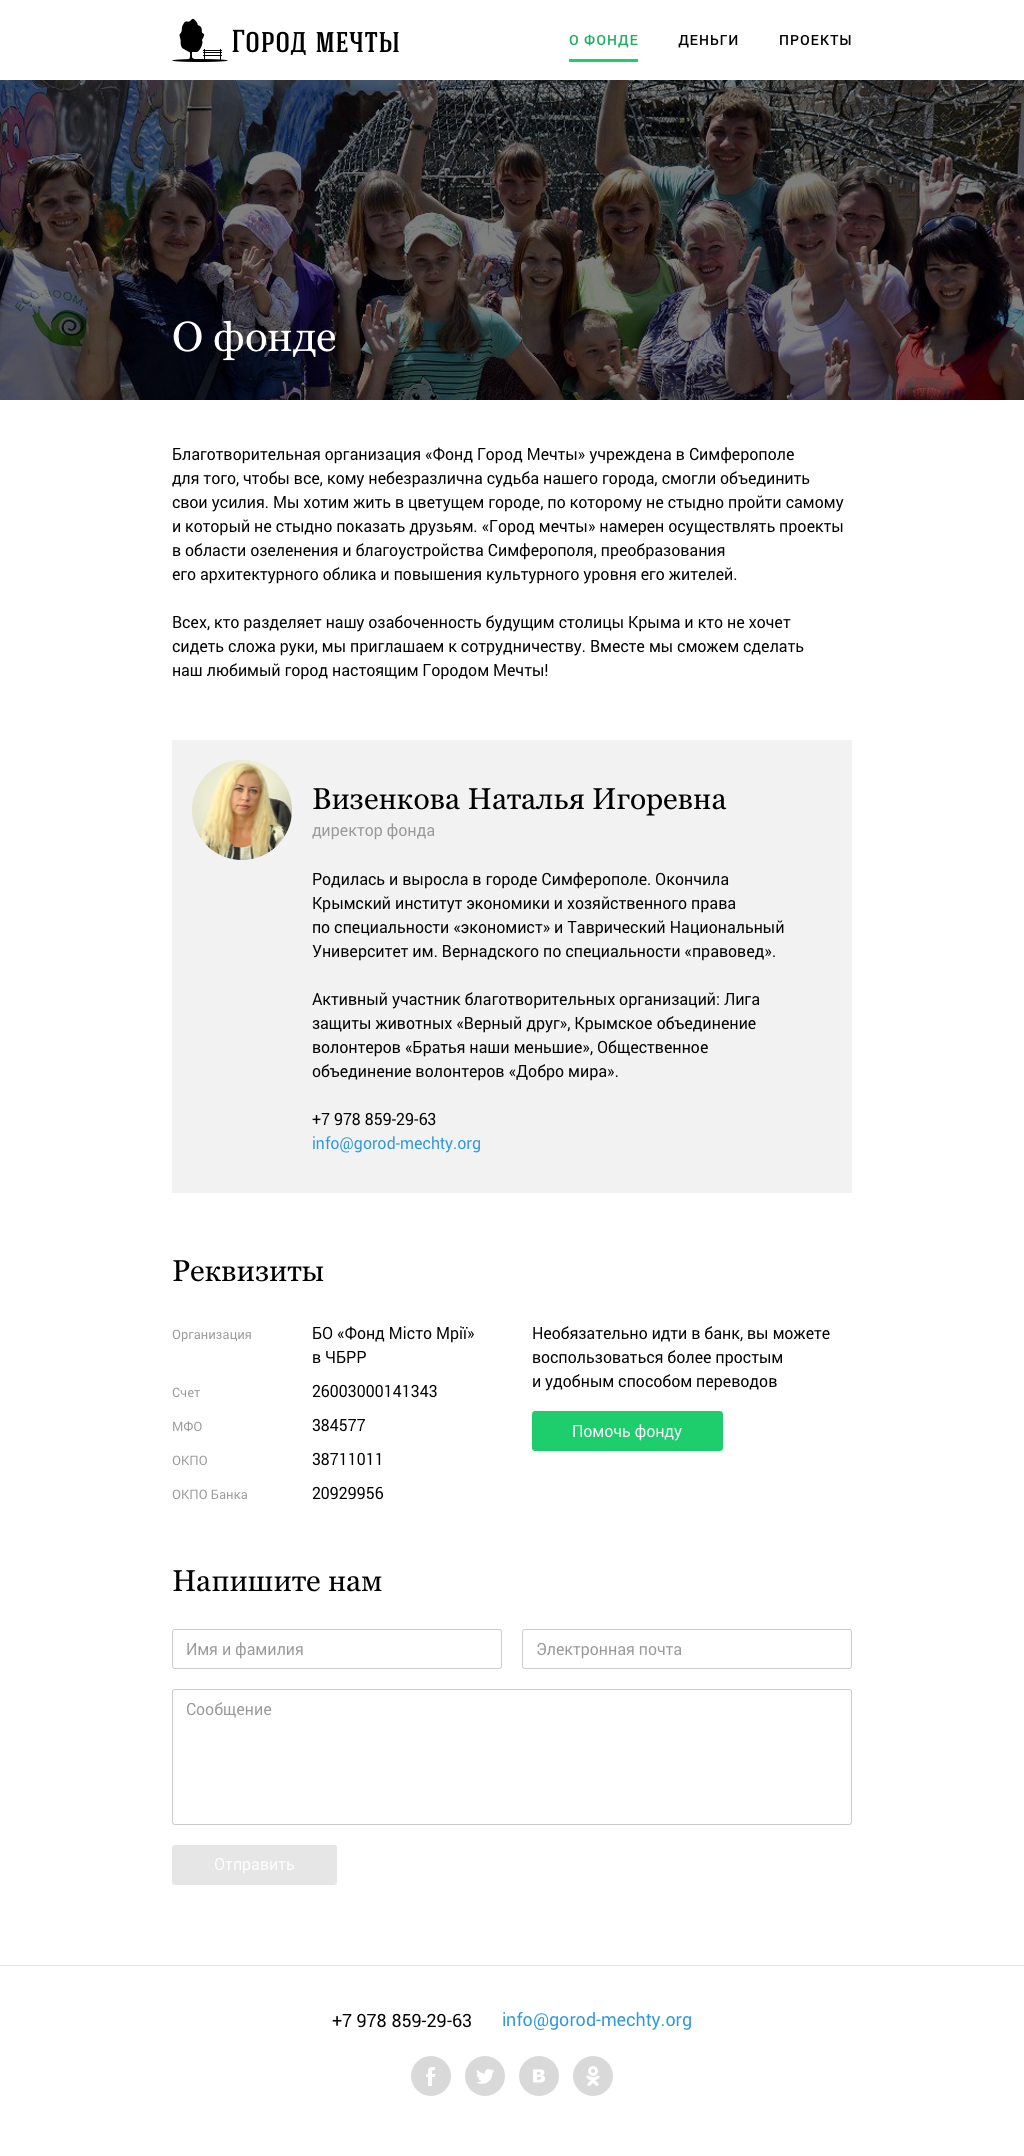 Город мечты
О ФОНДЕ
ДЕНЬГИ
ПРОЕКТЫ
ECO-BOOM
О фонде
Благотворительная организация «Фонд Город Мечты» учреждена в Симферополе
для того, чтобы все, кому небезразлична судьба нашего города, смогли объединить
свои усилия. Мы хотим жить в цветущем городе, по которому не стыдно пройти самому
и который не стыдно показать друзьям. «Город мечты» намерен осуществлять проекты
в области озеленения и благоустройства Симферополя, преобразования
его архитектурного облика и повышения культурного уровня его жителей.
Всех, кто разделяет нашу озабоченность будущим столицы Крыма и кто не хочет
сидеть сложа руки, мы приглашаем к сотрудничеству. Вместе мы сможем сделать
наш любимый город настоящим Городом Мечты!
Визенкова Наталья Игоревна
директор фонда
Родилась и выросла в городе Симферополе. Окончила
Крымский институт экономики и хозяйственного права
по специальности «экономист» и Таврический Национальный
Университет им. Вернадского по специальности «правовед».
Активный участник благотворительных организаций: Лига
защиты животных «Верный друг», Крымское объединение
волонтеров «Братья наши меньшие», Общественное
объединение волонтеров «Добро мира».
+7 978 859-29-63
info@gorod-mechty.org
Реквизиты
Организация
БО «Фонд Місто Мрії»
в ЧБРР
Счет
26003000141343
МФО
384577
ОКПО
38711011
ОКПО Банка
20929956
Необязательно идти в банк, вы можете
воспользоваться более простым
и удобным способом переводов
Помочь фонду
Напишите нам
Имя и фамилия
Электронная почта
Сообщение
Отправить
+7 978 859-29-63
info@gorod-mechty.org